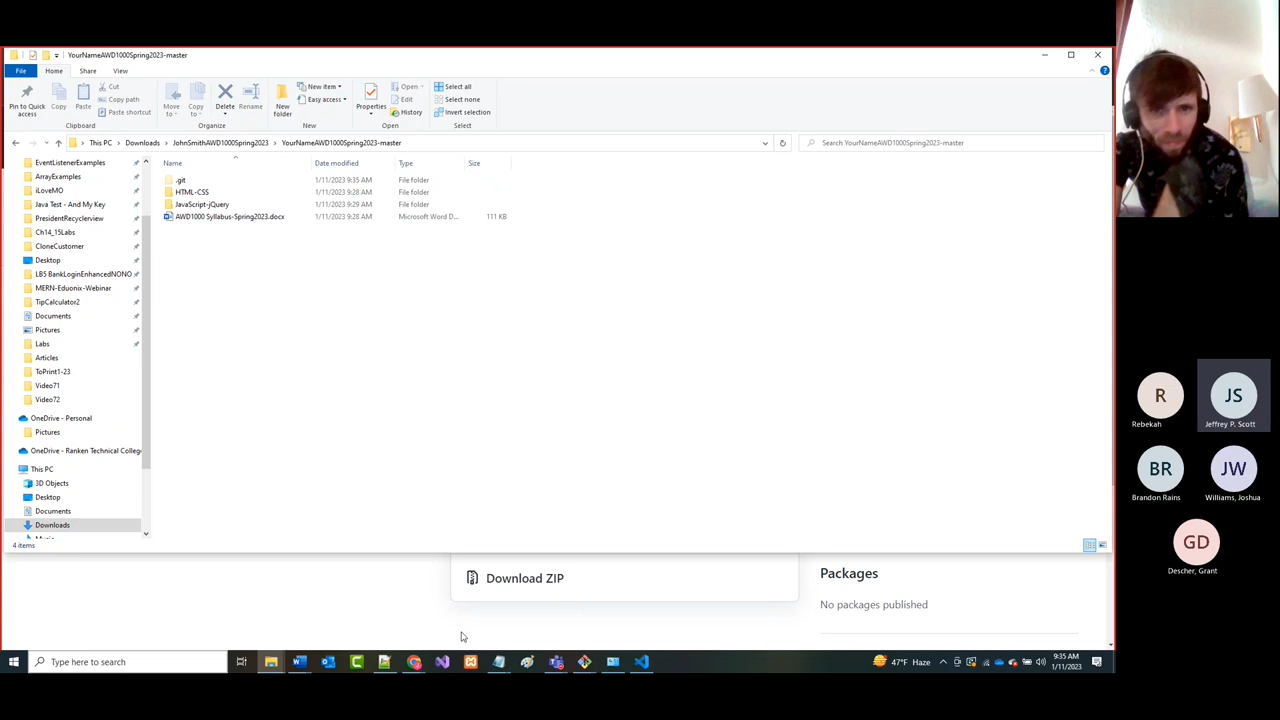 YourNameAWD1000Spring2023-master
File Home Share View
Pin to Quick access
Copy
Paste
Cut
Copy path
Paste shortcut
Clipboard
Move to
Copy to
Delete
Rename
Organize
New folder
New item
Easy access
New
Properties
Open
Edit
History
Open
Select all
Select none
Invert selection
Select
This PC Downloads JohnSmithAWD1000Spring2023 YourNameAWD1000Spring2023-master
Search YourNameAWD1000Spring2023-master
EventListenerExamples
ArrayExamples
iLoveMO
Java Test - And My Key
PresidentRecyclerview
Ch14_15Labs
CloneCustomer
Desktop
LB5 BankLoginEnhancedNONO
MERN-Eduonix-Webinar
TipCalculator2
Documents
Pictures
Labs
Articles
ToPrint1-23
Video71
Video72
OneDrive - Personal
Pictures
OneDrive - Ranken Technical College
This PC
3D Objects
Desktop
Documents
Downloads
Name Date modified Type Size
.git 1/11/2023 9:35 AM File folder
HTML-CSS 1/11/2023 9:28 AM File folder
JavaScript-jQuery 1/11/2023 9:29 AM File folder
AWD1000 Syllabus-Spring2023.docx 1/11/2023 9:28 AM Microsoft Word D... 111 KB
4 items
Download ZIP
Packages
No packages published
Type here to search
47°F Haze
9:35 AM
1/11/2023
R
Rebekah
JS
Jeffrey P. Scott
BR
Brandon Rains
JW
Williams, Joshua
GD
Descher, Grant